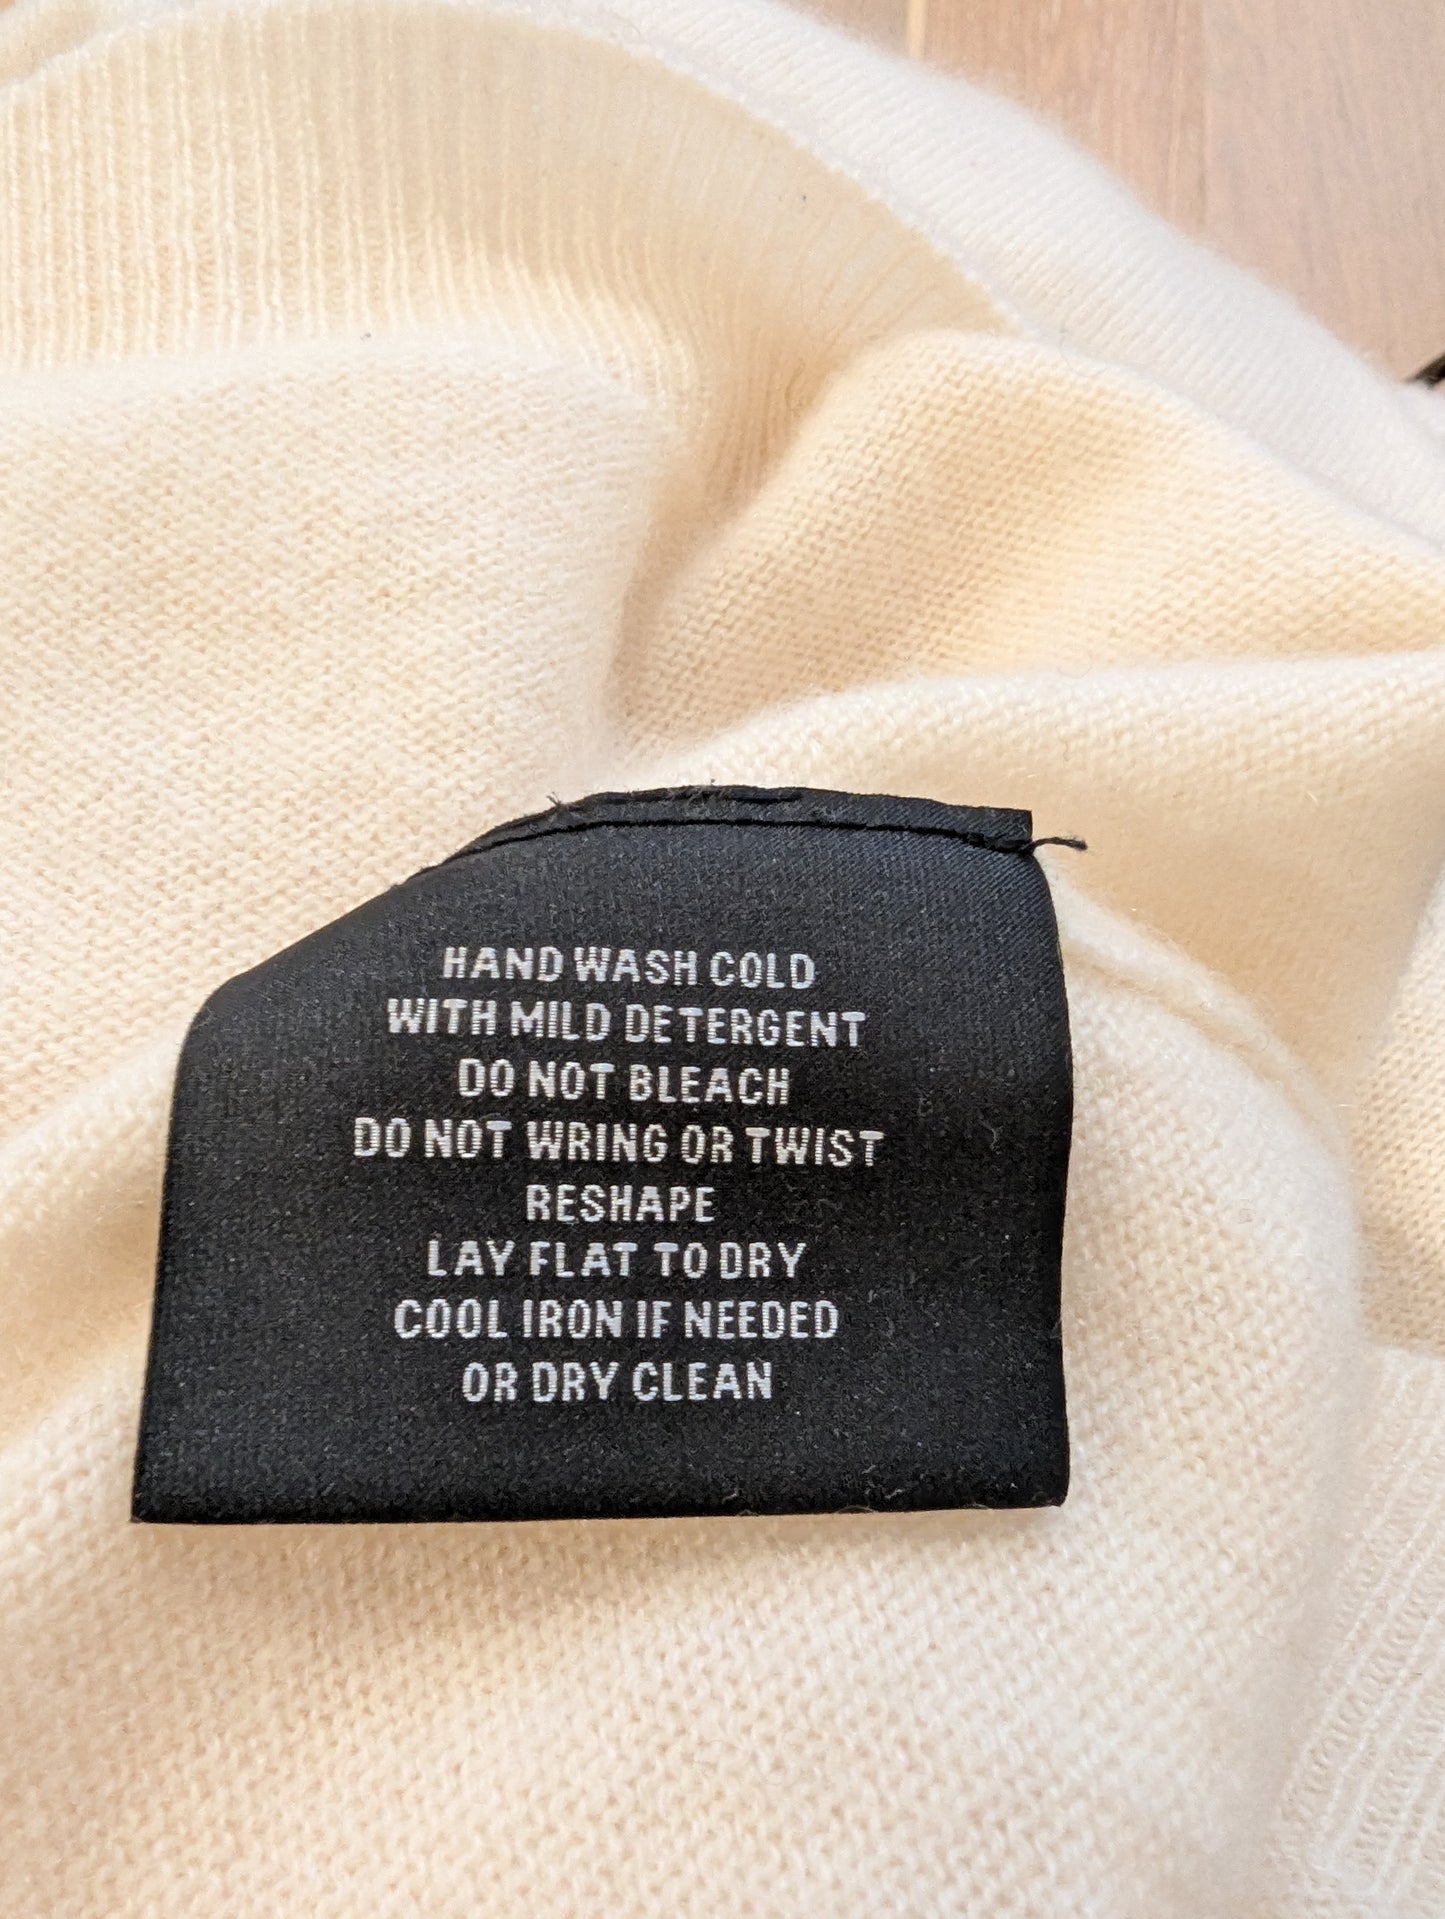 HAND WASH COLD
WITH MILD DETERGENT
DO NOT BLEACH
DO NOT WRING OR TWIST
RESHAPE
LAY FLAT TO DRY
COOL IRON IF NEEDED
OR DRY CLEAN